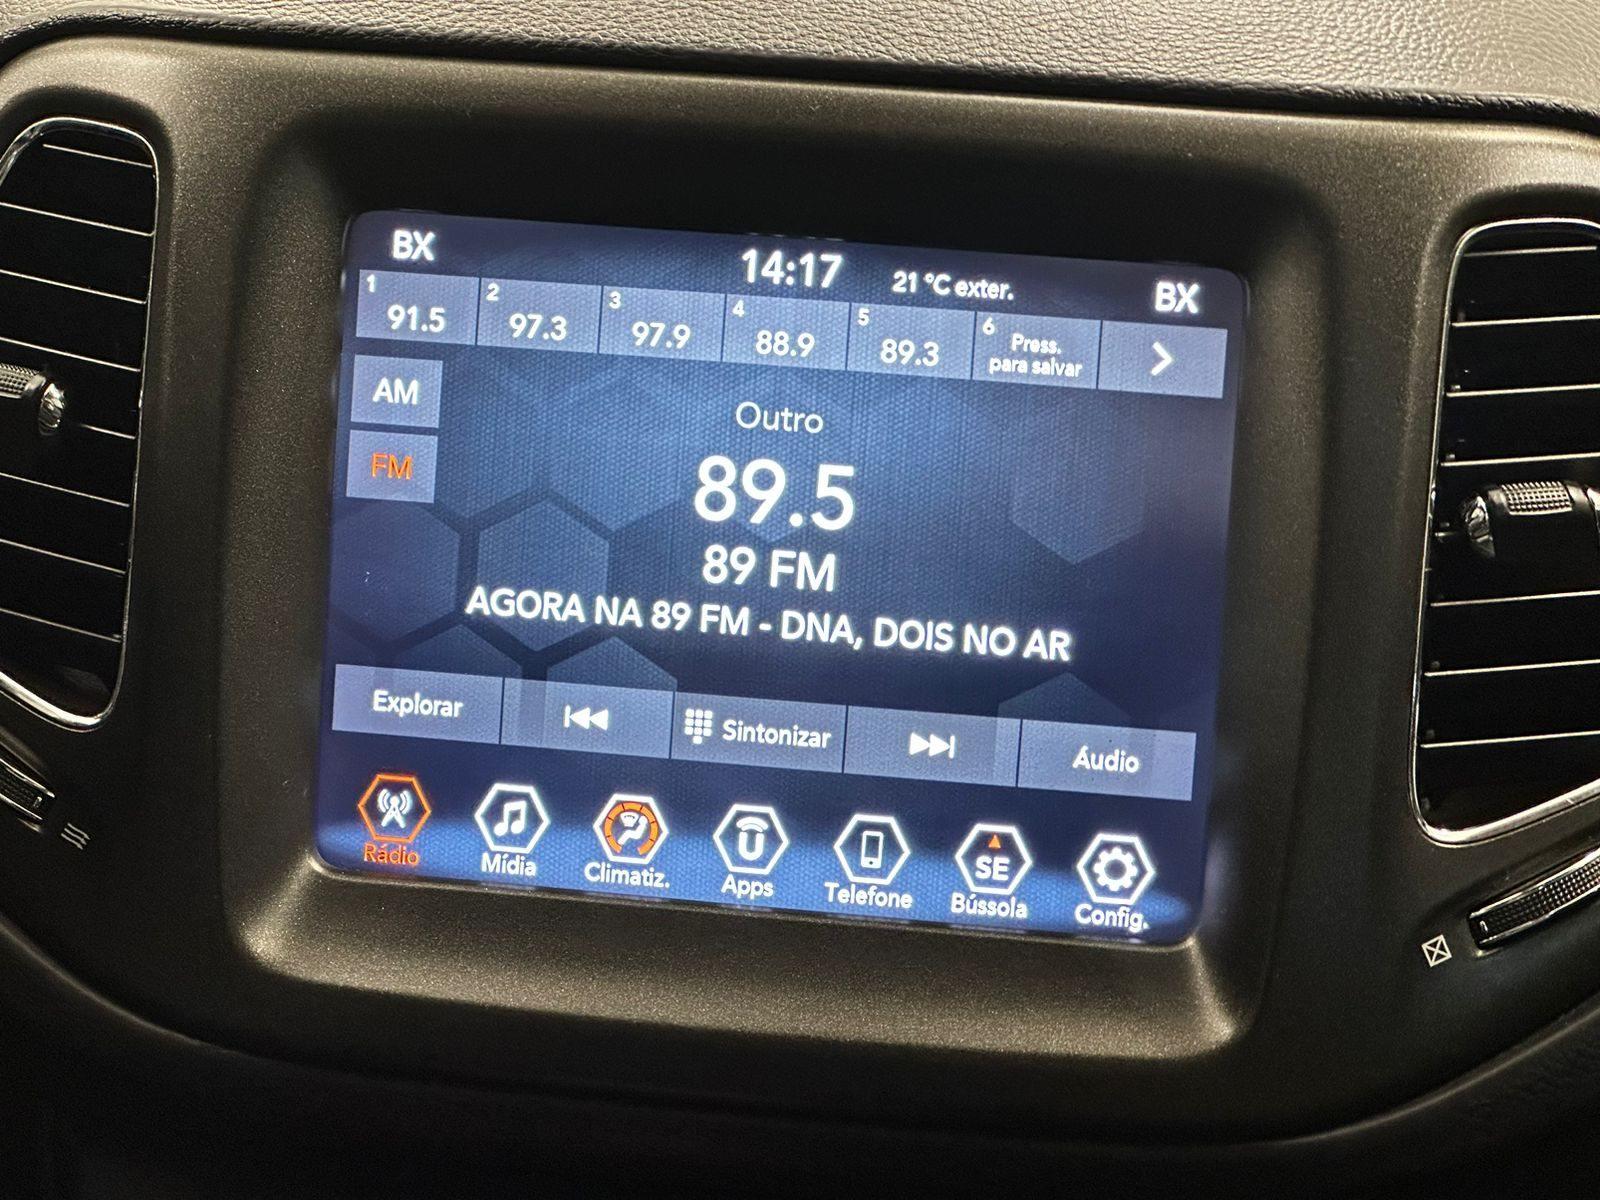 BX 14:17 21 °C exter. BX
1 91.5 2 97.3 3 97.9 4 88.9 5 89.3 6 Press.
para salvar
AM
FM
Outro
89.5
89 FM
AGORA NA 89 FM - DNA, DOIS NO AR
Explorar Sintonizar Áudio
SE
Rádio Mídia Climatiz. Apps Telefone Bússola Config.